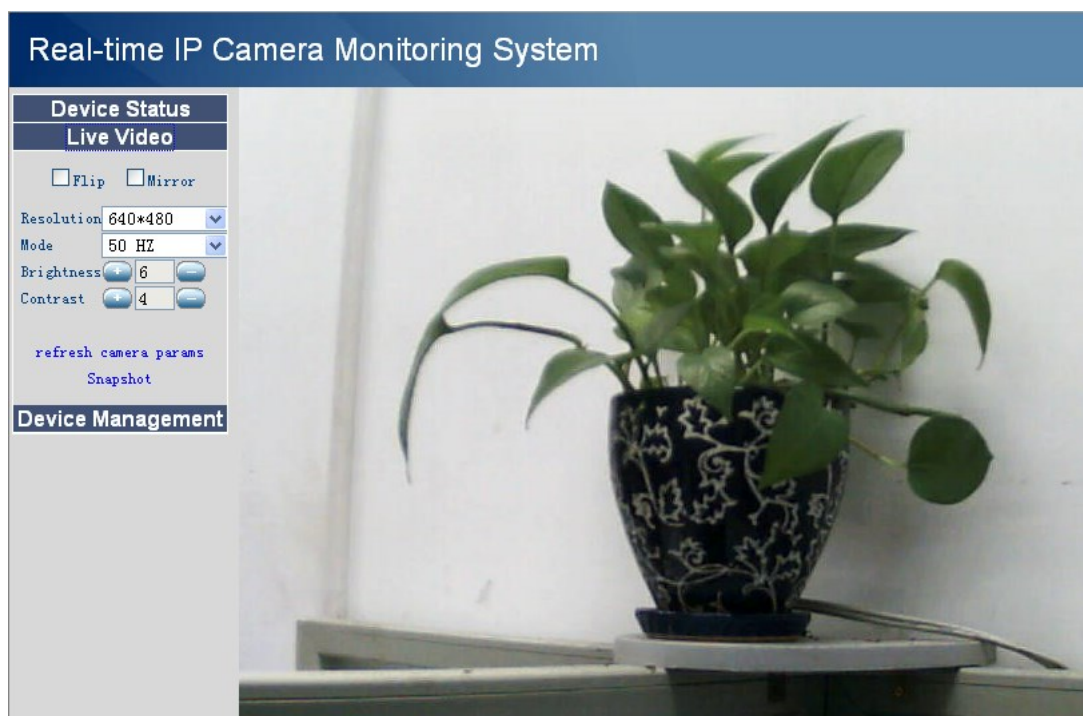 Real-time IP Camera Monitoring System
Device Status
Live Video
Flip Mirror
Resolution 640*480
Mode 50 HZ
Brightness + 6 -
Contrast + 4 -
refresh camera params
Snapshot
Device Management